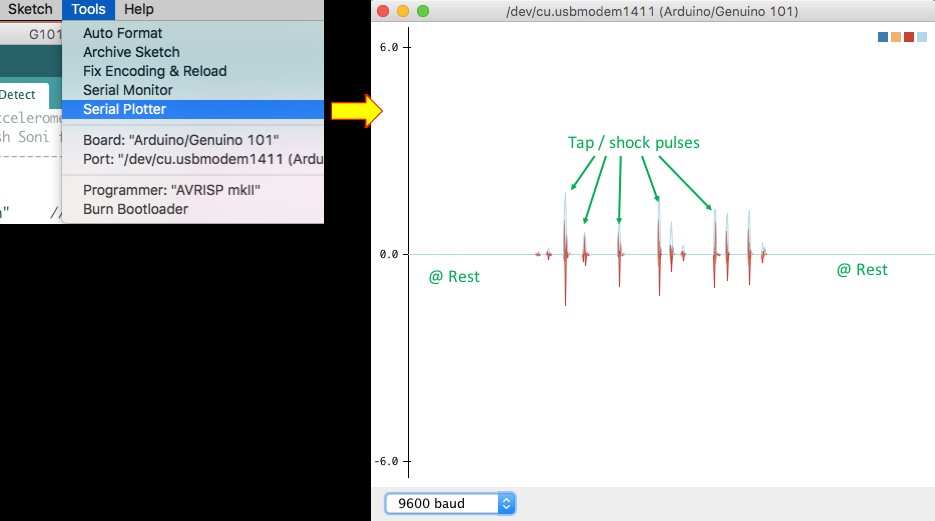 Sketch Tools Help
G101
Auto Format
Archive Sketch
Fix Encoding & Reload
Serial Monitor
Serial Plotter
Board: "Arduino/Genuino 101"
Port: "/dev/cu.usbmodem1411 (Ardu
Programmer: "AVRISP mkII"
Burn Bootloader
Detect
ccelerome
sh Soni f
//
/dev/cu.usbmodem1411 (Arduino/Genuino 101)
6.0
Tap / shock pulses
0.0
@ Rest
@ Rest
-6.0
9600 baud